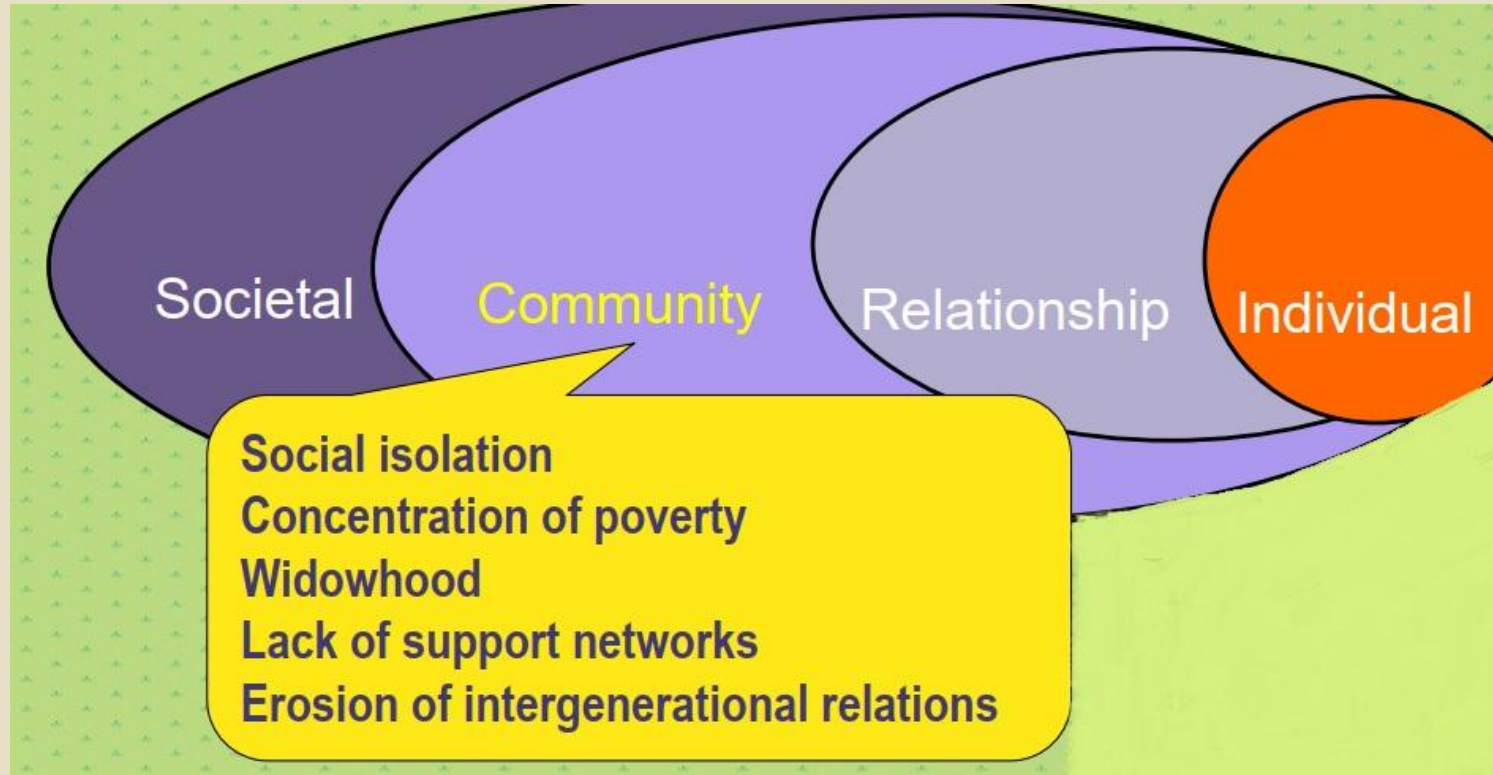 Societal
Community
Relationship
Individual
Social isolation
Concentration of poverty
Widowhood
Lack of support networks
Erosion of intergenerational relations